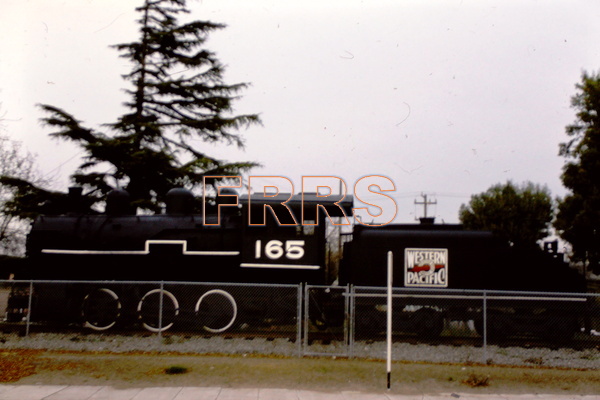 FRRS
165
WESTERN
PACIFIC